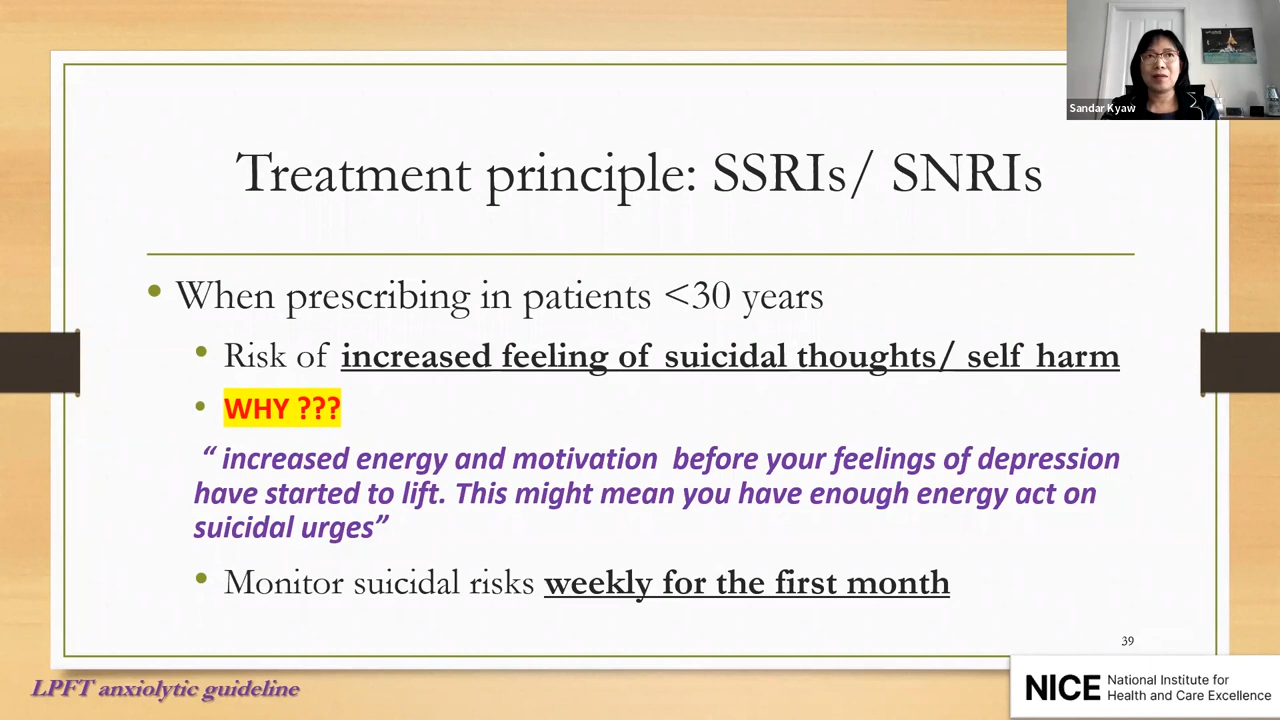 Sandar Kyaw
Treatment principle: SSRIs/ SNRIs
• When prescribing in patients <30 years
• Risk of increased feeling of suicidal thoughts/ self harm
• WHY ???
“ increased energy and motivation before your feelings of depression
have started to lift. This might mean you have enough energy act on
suicidal urges”
• Monitor suicidal risks weekly for the first month
39
LPFT anxiolytic guideline
NICE National Institute for
Health and Care Excellence